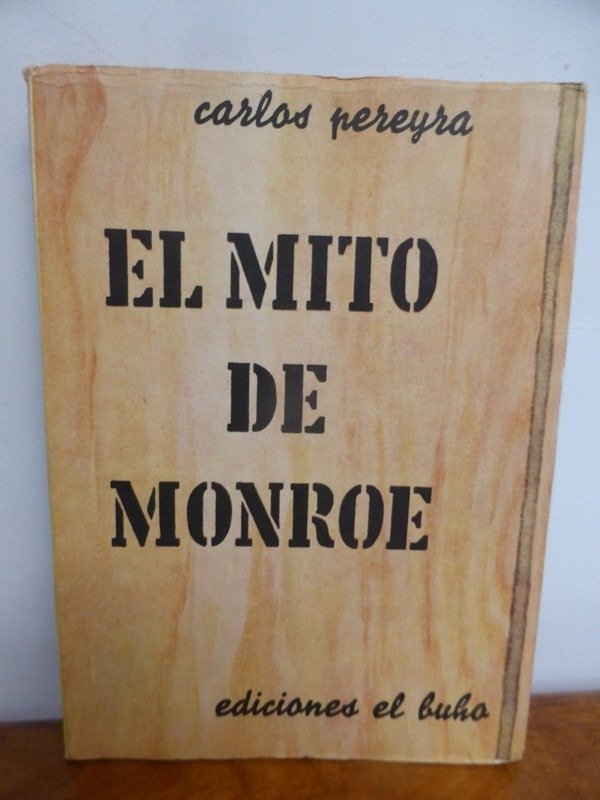 carlos pereyra
EL MITO
DE
MONROE
ediciones el buho